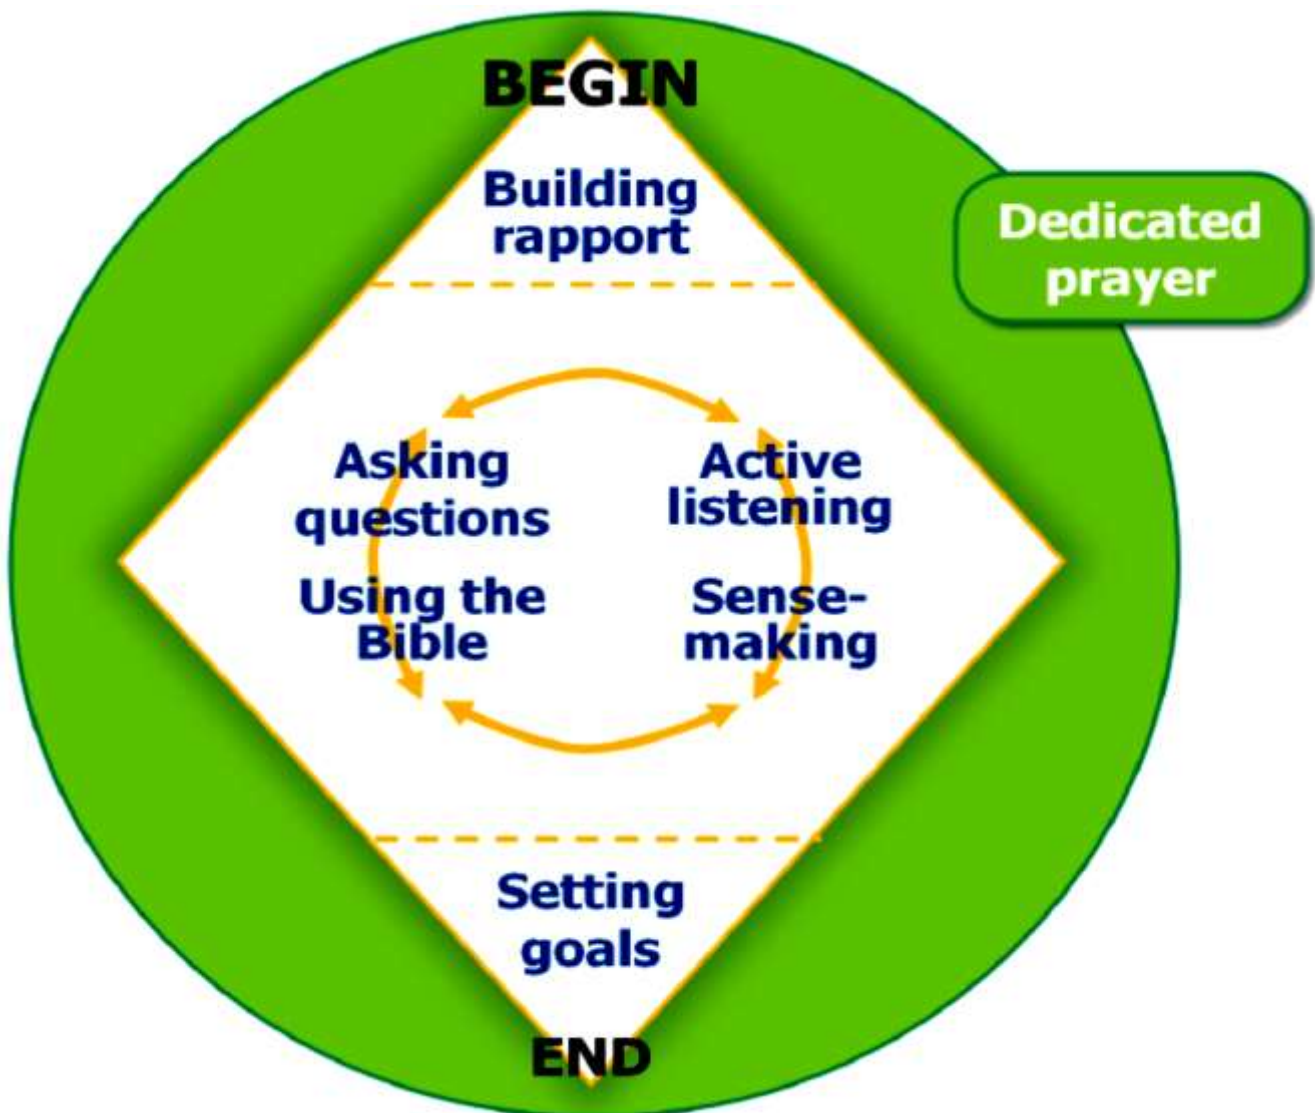 BEGIN
Building
rapport
Dedicated
prayer
Asking
questions
Active
listening
Using the
Bible
Sense-
making
Setting
goals
END